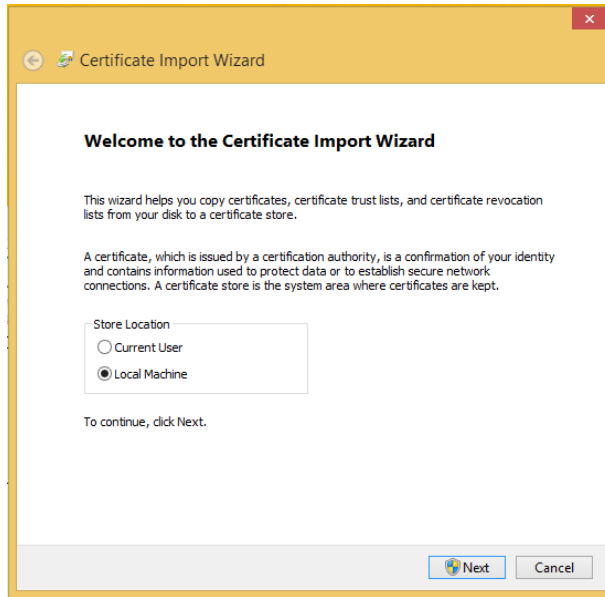 Certificate Import Wizard
Welcome to the Certificate Import Wizard
This wizard helps you copy certificates, certificate trust lists, and certificate revocation
lists from your disk to a certificate store.
A certificate, which is issued by a certification authority, is a confirmation of your identity
and contains information used to protect data or to establish secure network
connections. A certificate store is the system area where certificates are kept.
Store Location
Current User
Local Machine
To continue, click Next.
Next Cancel